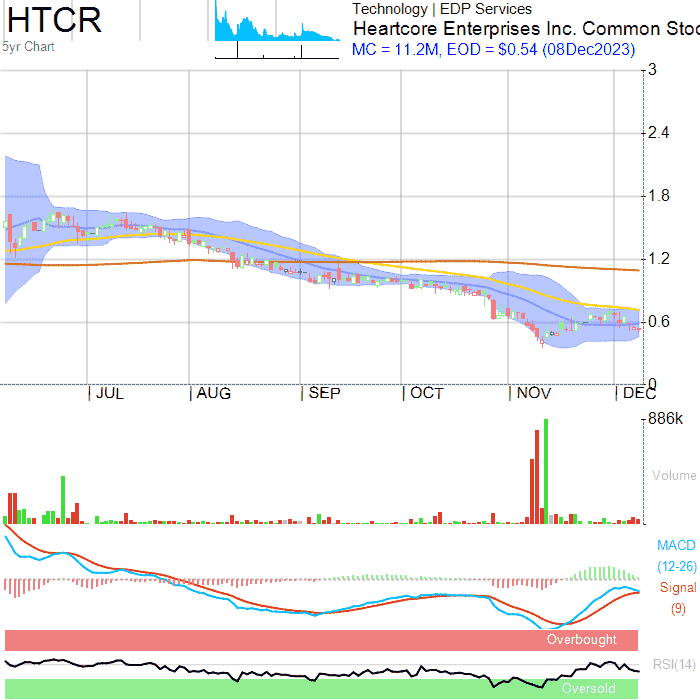 HTCR
5yr Chart
Technology | EDP Services
Heartcore Enterprises Inc. Common Stoc
MC = 11.2M, EOD = $0.54 (08Dec2023)
3
2.4
1.8
1.2
0.6
0
JUL AUG SEP OCT NOV DEC
886k
Volume
MACD
(12-26)
Signal
(9)
Overbought
RSI(14)
Oversold